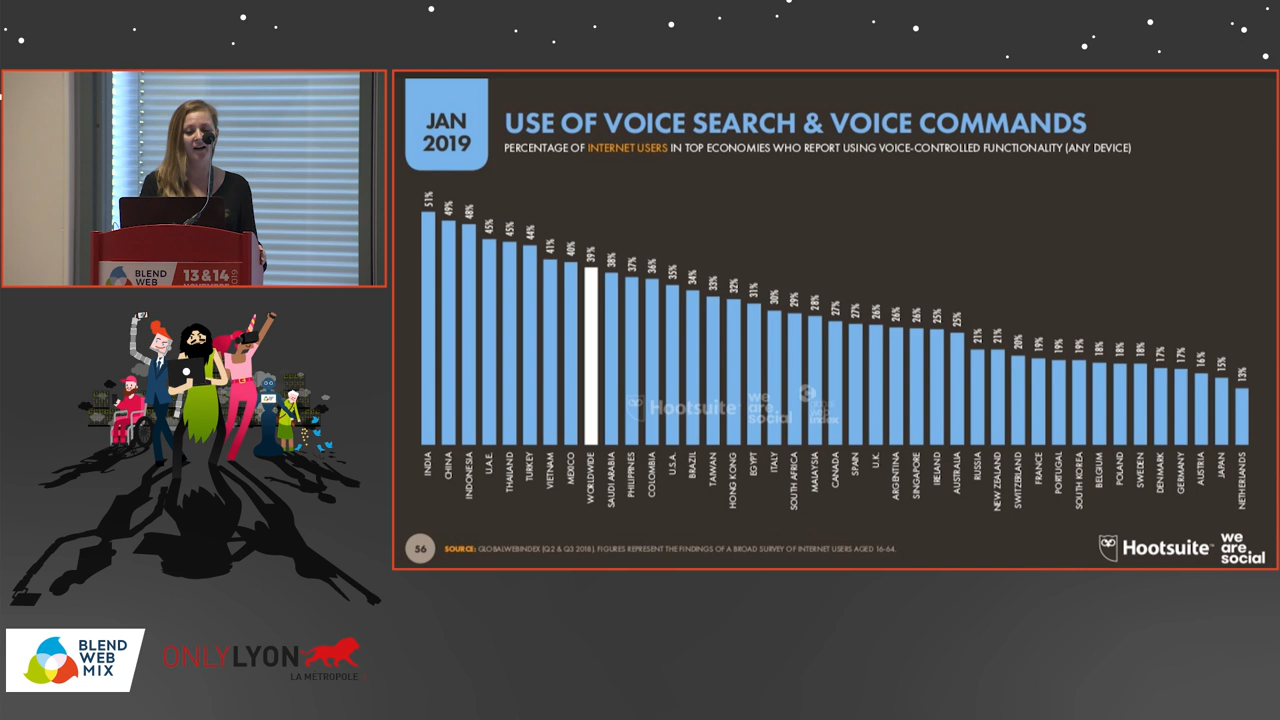 BLEND
WEB
13 & 14
JAN
2019
USE OF VOICE SEARCH & VOICE COMMANDS
PERCENTAGE OF INTERNET USERS IN TOP ECONOMIES WHO REPORT USING VOICE-CONTROLLED FUNCTIONALITY (ANY DEVICE)
51% 49% 48% 45% 45% 44% 41% 40% 39% 38% 37% 36% 35% 34% 33% 32% 31% 30% 29% 28% 27% 27% 26% 26% 26% 25% 25% 21% 21% 20% 19% 19% 19% 18% 18% 18% 17% 17% 16% 15% 13%
Hootsuite
we
are
social
INDIA
CHINA
INDONESIA
U.A.E.
THAILAND
TURKEY
VIETNAM
MEXICO
WORLDWIDE
SAUDI ARABIA
PHILIPPINES
COLOMBIA
U.S.A.
BRAZIL
TAIWAN
HONG KONG
EGYPT
ITALY
SOUTH AFRICA
MALAYSIA
CANADA
SPAIN
U.K.
ARGENTINA
SINGAPORE
IRELAND
AUSTRALIA
RUSSIA
NEW ZEALAND
SWITZERLAND
FRANCE
PORTUGAL
SOUTH KOREA
BELGIUM
POLAND
SWEDEN
DENMARK
GERMANY
AUSTRIA
JAPAN
NETHERLANDS
56
SOURCE: GLOBALWEBINDEX (Q2 & Q3 2018). FIGURES REPRESENT THE FINDINGS OF A BROAD SURVEY OF INTERNET USERS AGED 16-64.
Hootsuite™
we
are
social
BLEND
WEB
MIX
ONLYLYON
LA MÉTROPOLE